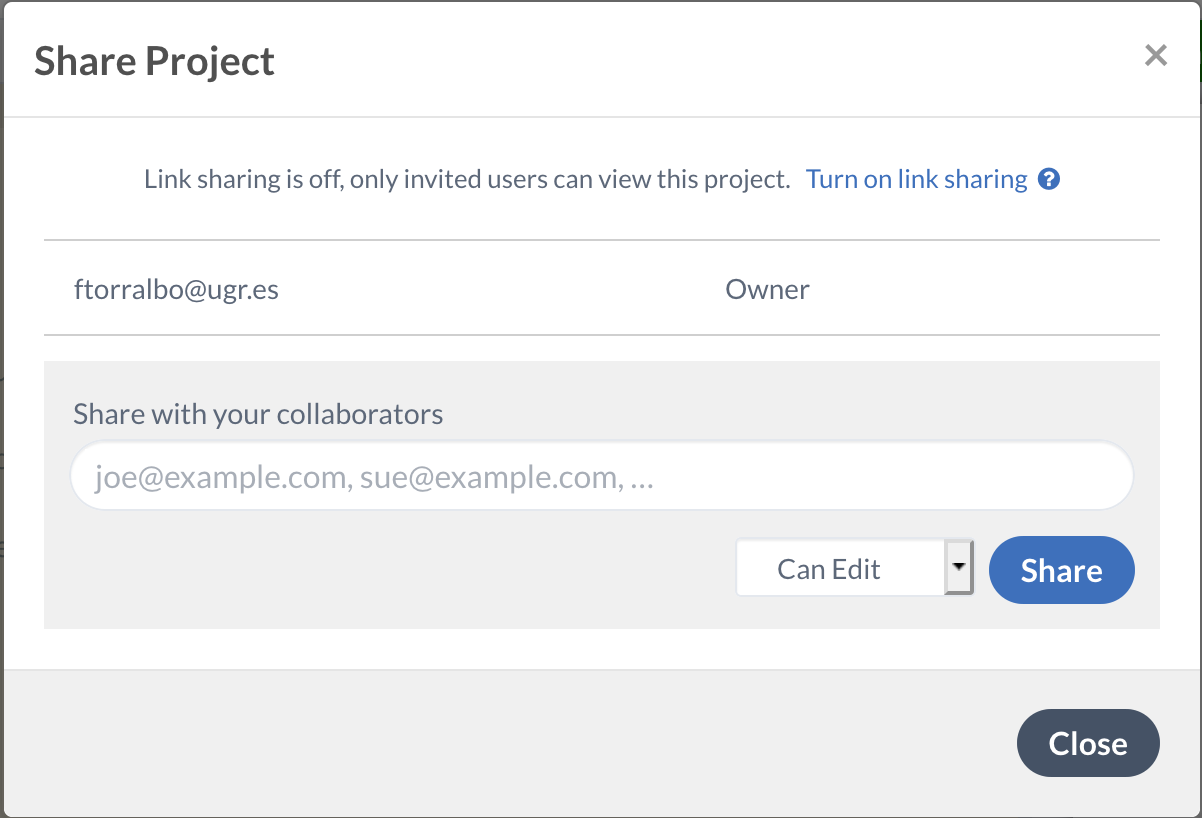 Share Project ×
Link sharing is off, only invited users can view this project. Turn on link sharing ?
ftorralbo@ugr.es Owner
Share with your collaborators
joe@example.com, sue@example.com, …
Can Edit Share
Close